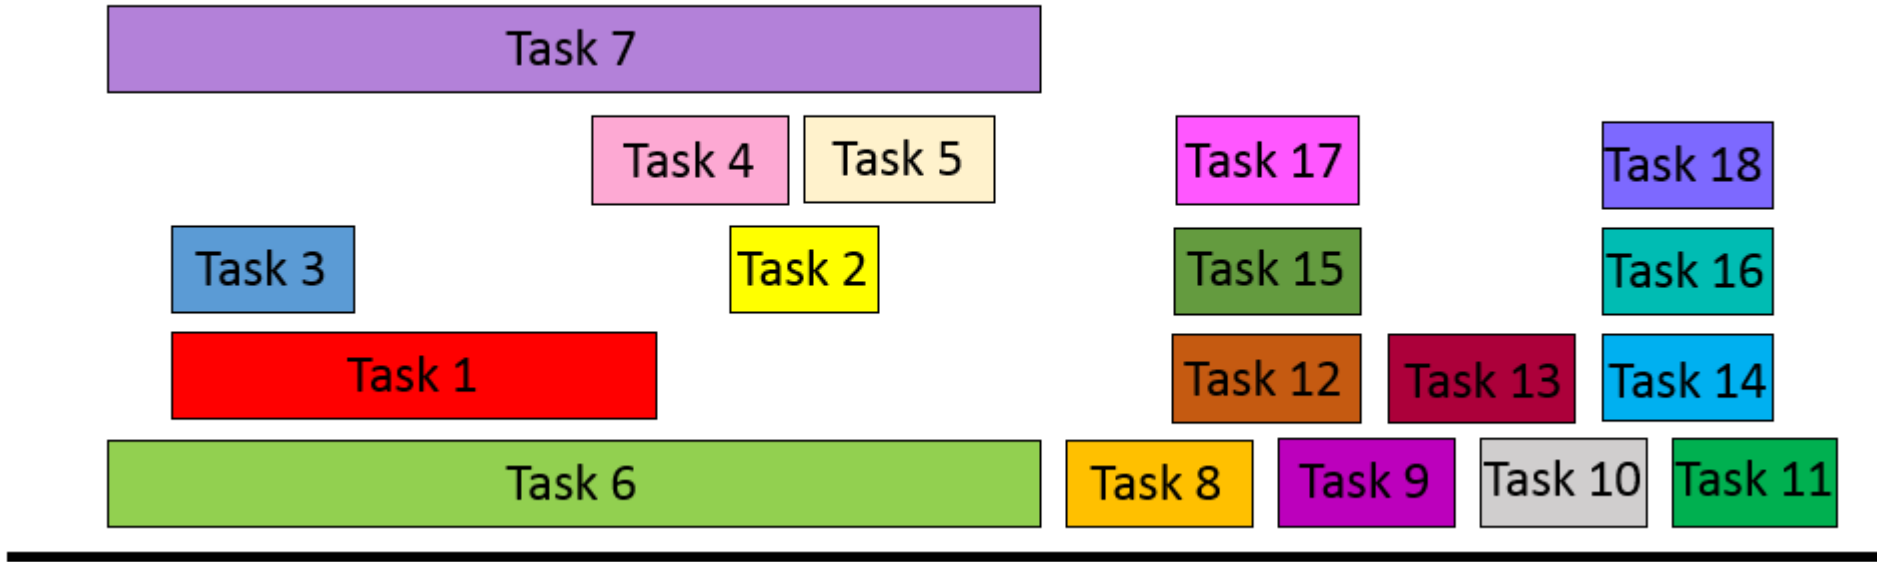 Task 7
Task 4
Task 5
Task 17
Task 18
Task 3
Task 2
Task 15
Task 16
Task 1
Task 12
Task 13
Task 14
Task 6
Task 8
Task 9
Task 10
Task 11